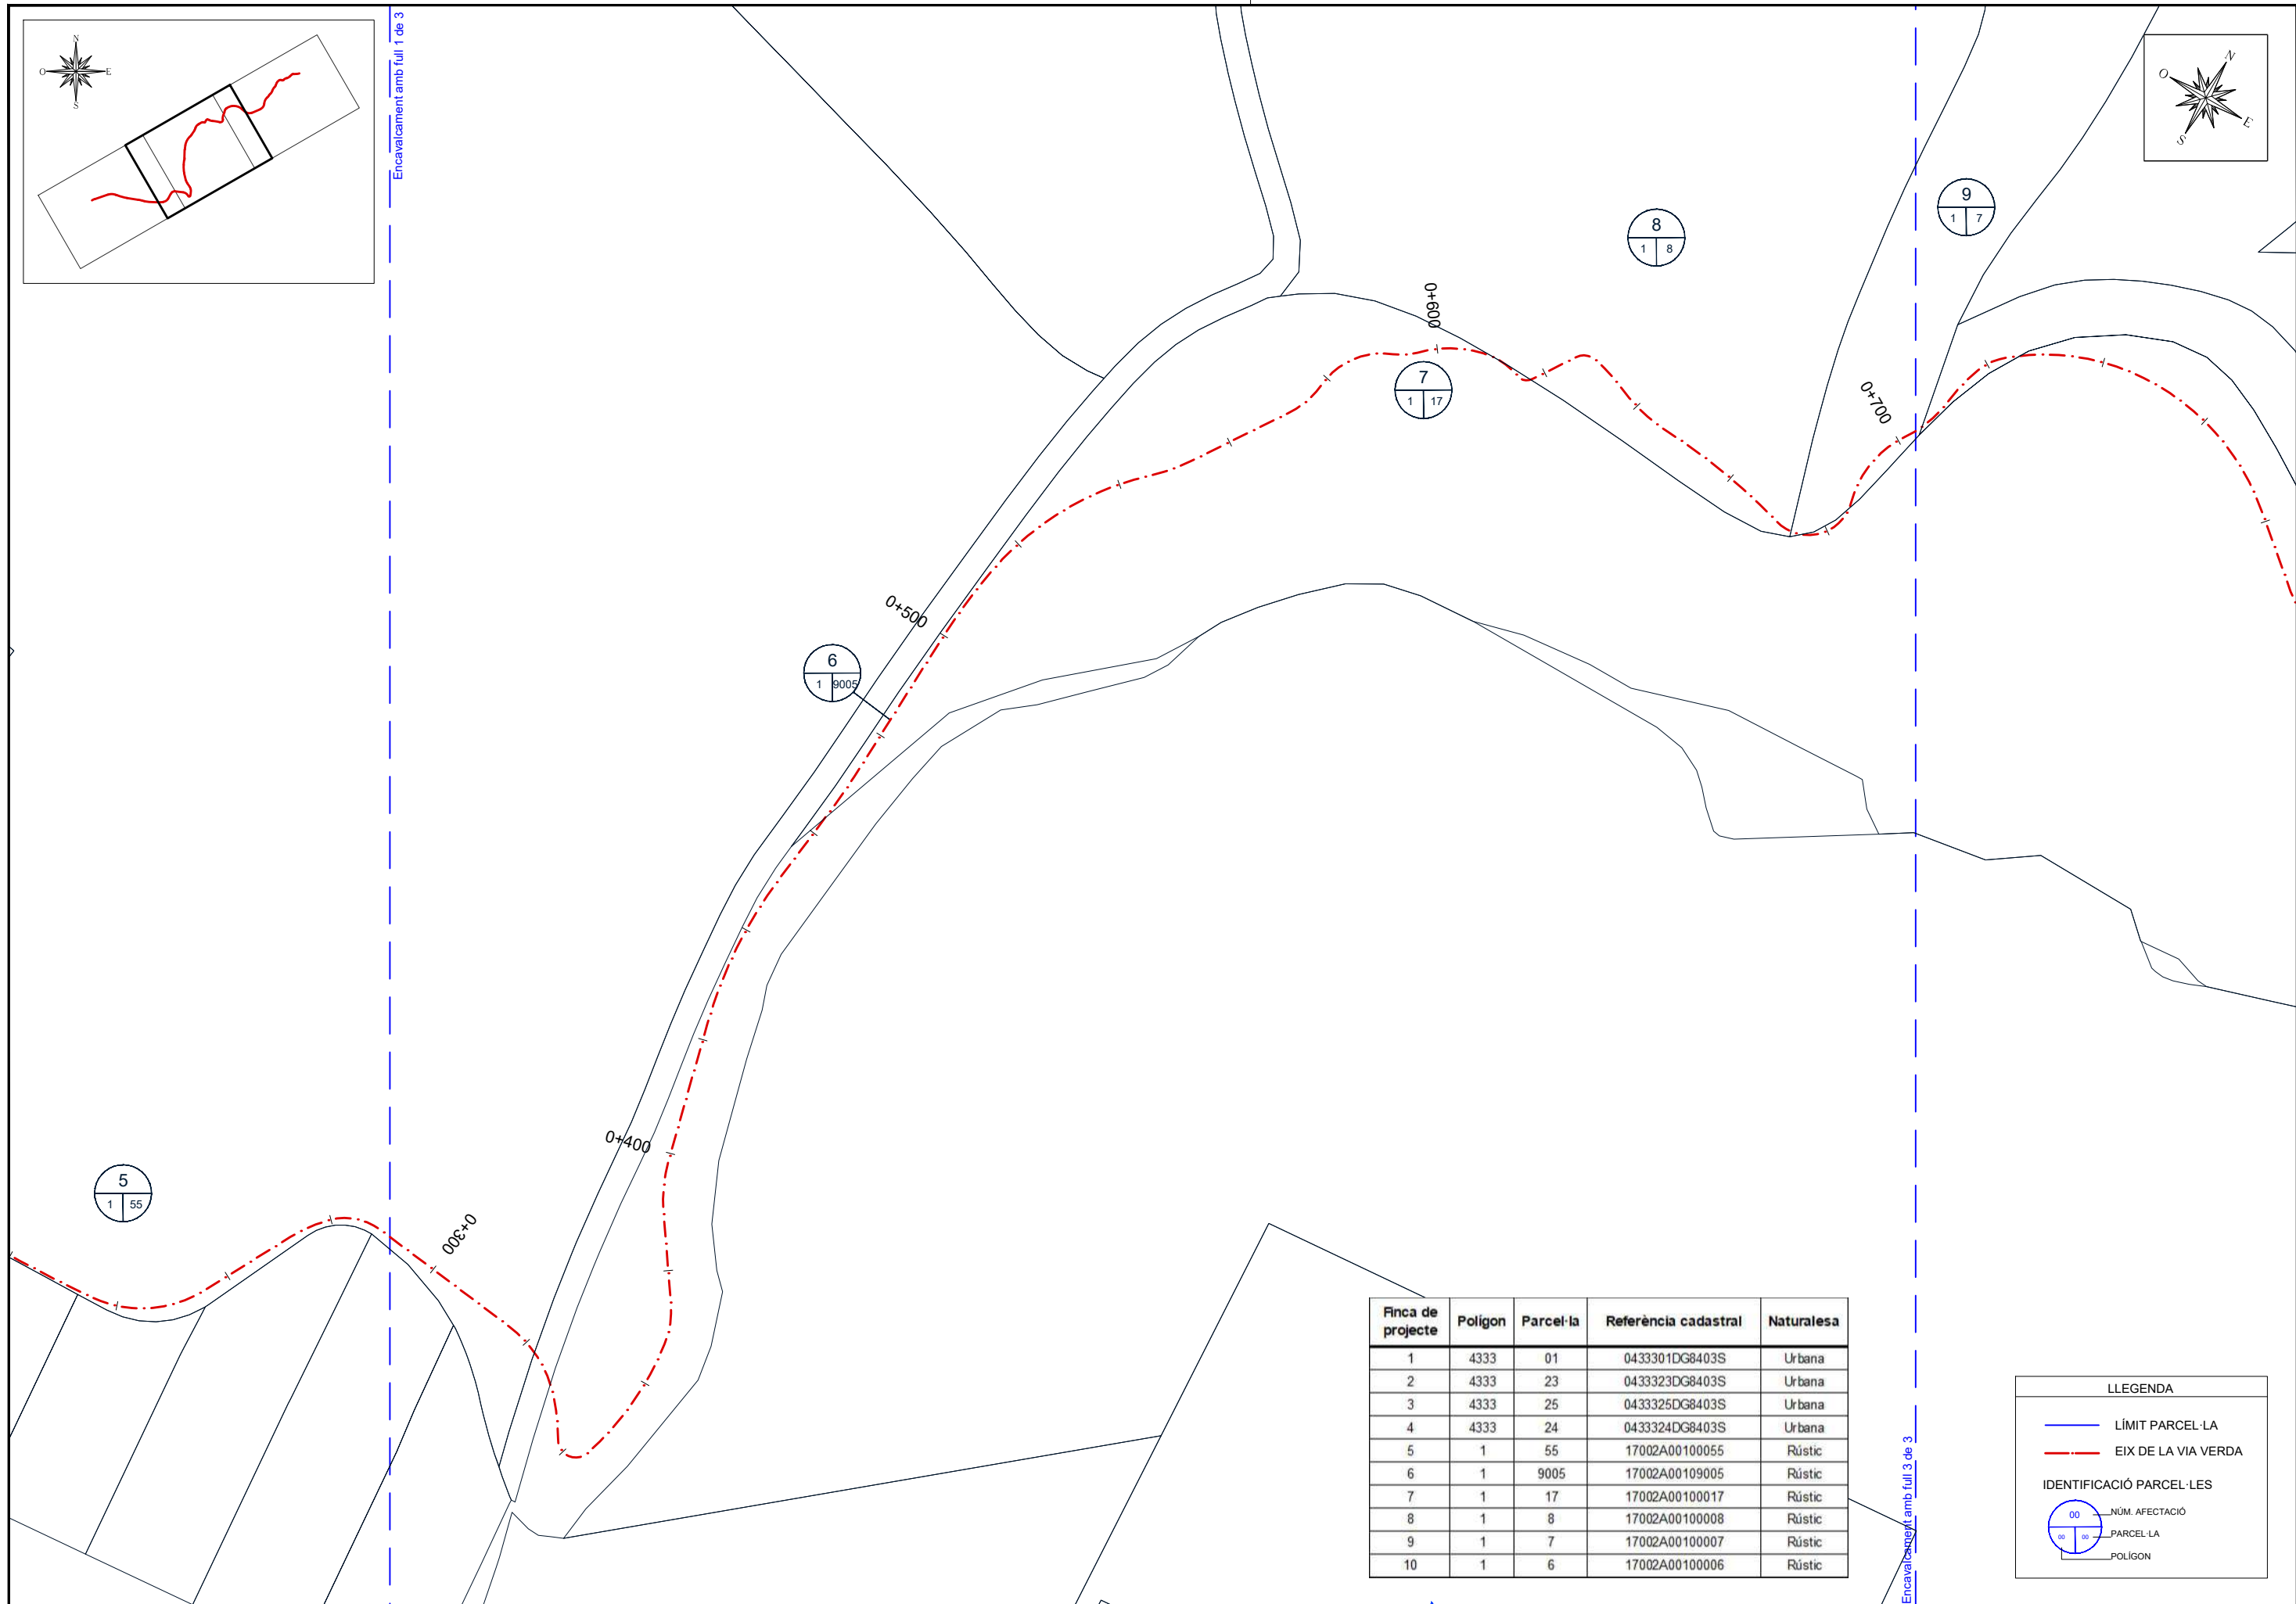 N
O
E
S
Encavalcament amb full 1 de 3
N
O
E
S
9
1 7
8
1 8
0+600
7
1 17
0+700
0+500
6
1 9005
0+400
5
1 55
0+300
Finca de projecte Polígon Parcel·la Referència cadastral Naturalesa
1 4333 01 0433301DG8403S Urbana
2 4333 23 0433323DG8403S Urbana
3 4333 25 0433325DG8403S Urbana
4 4333 24 0433324DG8403S Urbana
5 1 55 17002A00100055 Rústic
6 1 9005 17002A00109005 Rústic
7 1 17 17002A00100017 Rústic
8 1 8 17002A00100008 Rústic
9 1 7 17002A00100007 Rústic
10 1 6 17002A00100006 Rústic
Encavalcament amb full 3 de 3
LLEGENDA
LÍMIT PARCEL·LA
EIX DE LA VIA VERDA
IDENTIFICACIÓ PARCEL·LES
00 NÚM. AFECTACIÓ
00 00 PARCEL·LA
POLÍGON